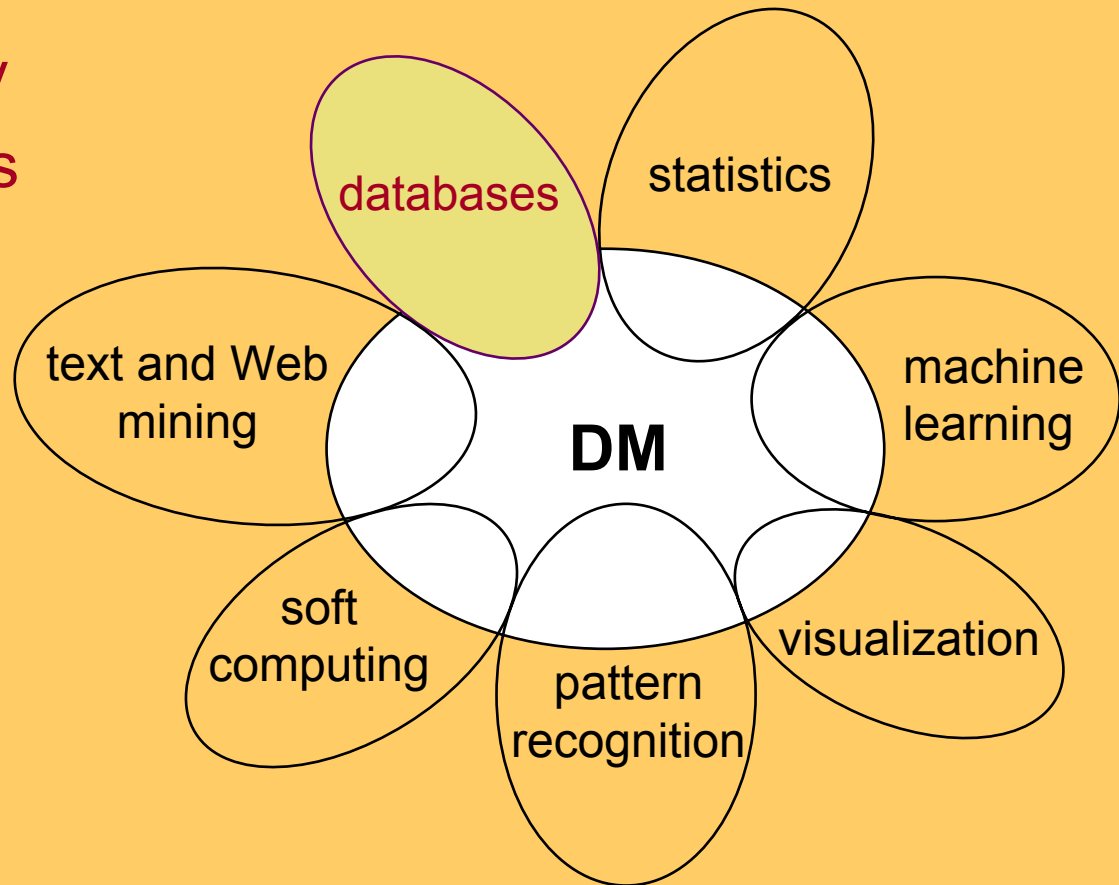 databases
statistics
text and Web
mining
machine
learning
DM
soft
computing
visualization
pattern
recognition